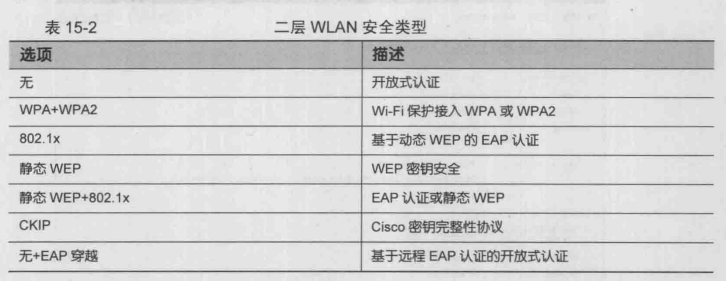 表 15-2 二层 WLAN 安全类型
选项 描述
无 开放式认证
WPA+WPA2 Wi-Fi 保护接入 WPA 或 WPA2
802.1x 基于动态 WEP 的 EAP 认证
静态 WEP WEP 密钥安全
静态 WEP+802.1x EAP 认证或静态 WEP
CKIP Cisco 密钥完整性协议
无+EAP 穿越 基于远程 EAP 认证的开放式认证